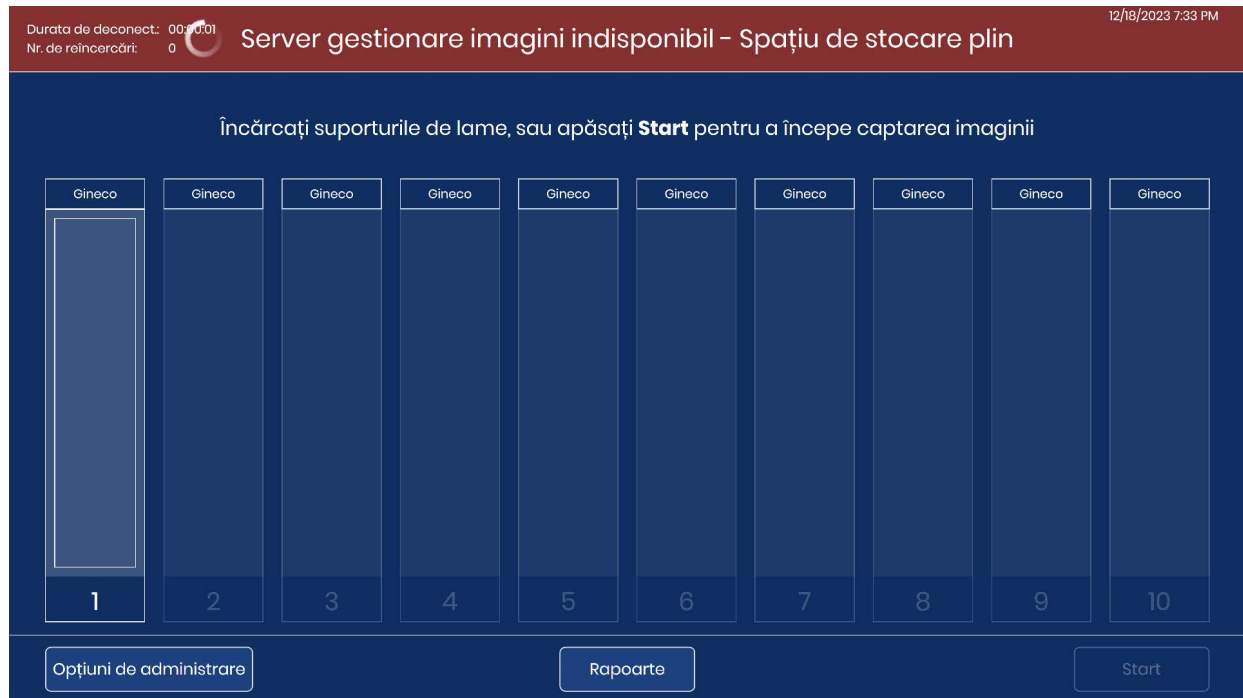 12/18/2023 7:33 PM
Durata de deconect.: 00:00:01
Nr. de reîncercări: 0
Server gestionare imagini indisponibil - Spațiu de stocare plin
Încărcați suporturile de lame, sau apăsați Start pentru a începe captarea imaginii
Gineco Gineco Gineco Gineco Gineco Gineco Gineco Gineco Gineco Gineco
1 2 3 4 5 6 7 8 9 10
Opțiuni de administrare Rapoarte Start